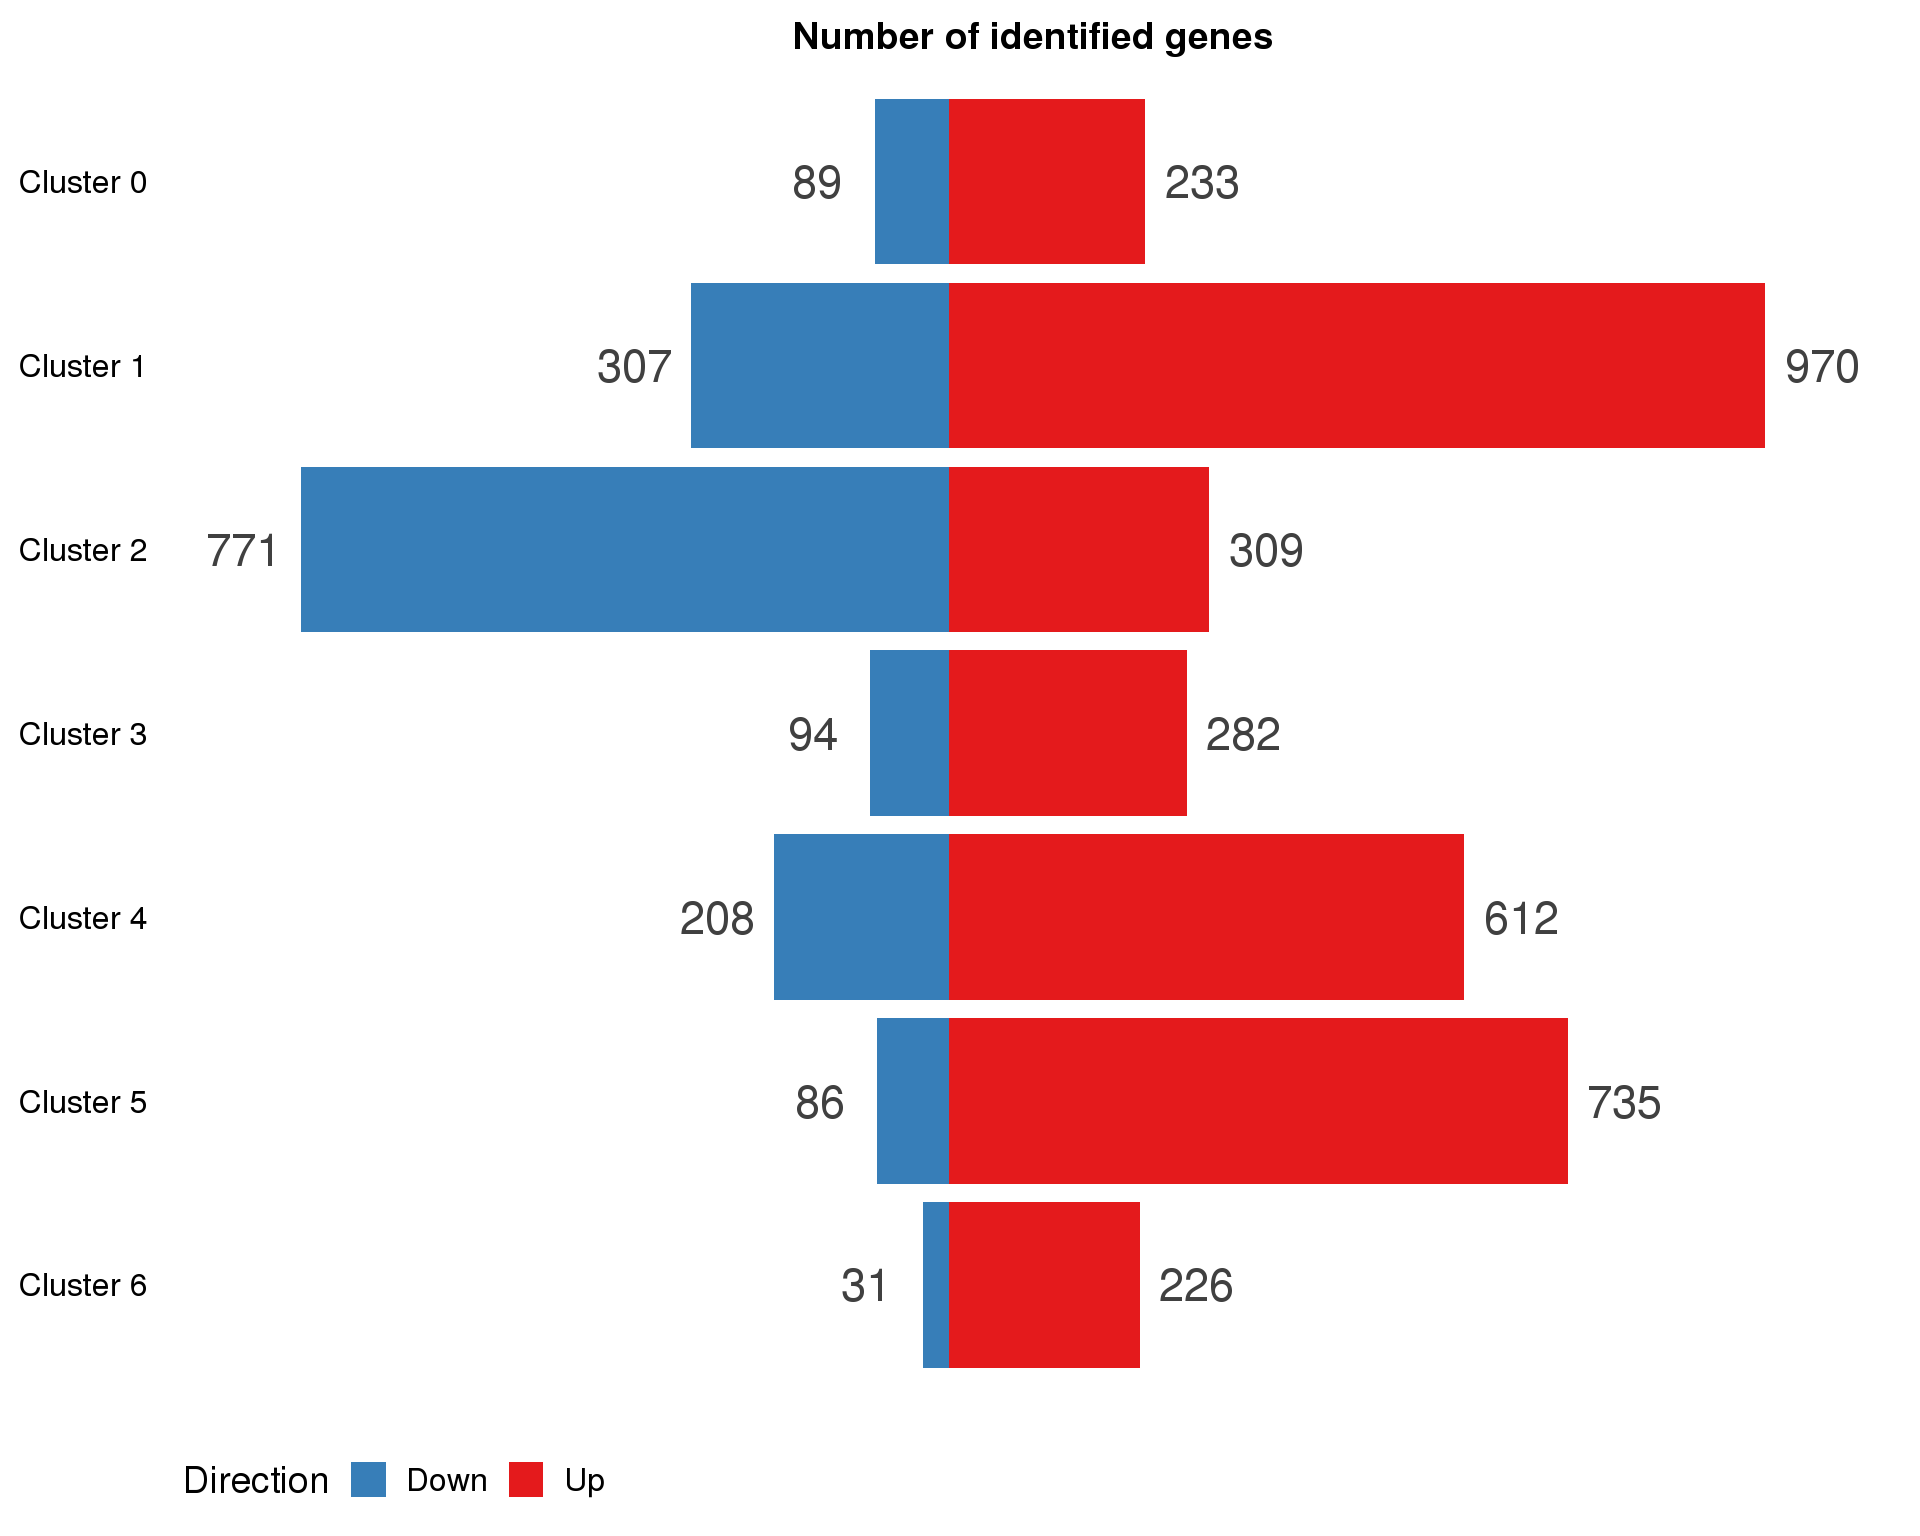 Number of identified genes
Cluster 0 89 233
Cluster 1 307 970
Cluster 2 771 309
Cluster 3 94 282
Cluster 4 208 612
Cluster 5 86 735
Cluster 6 31 226
Direction Down Up